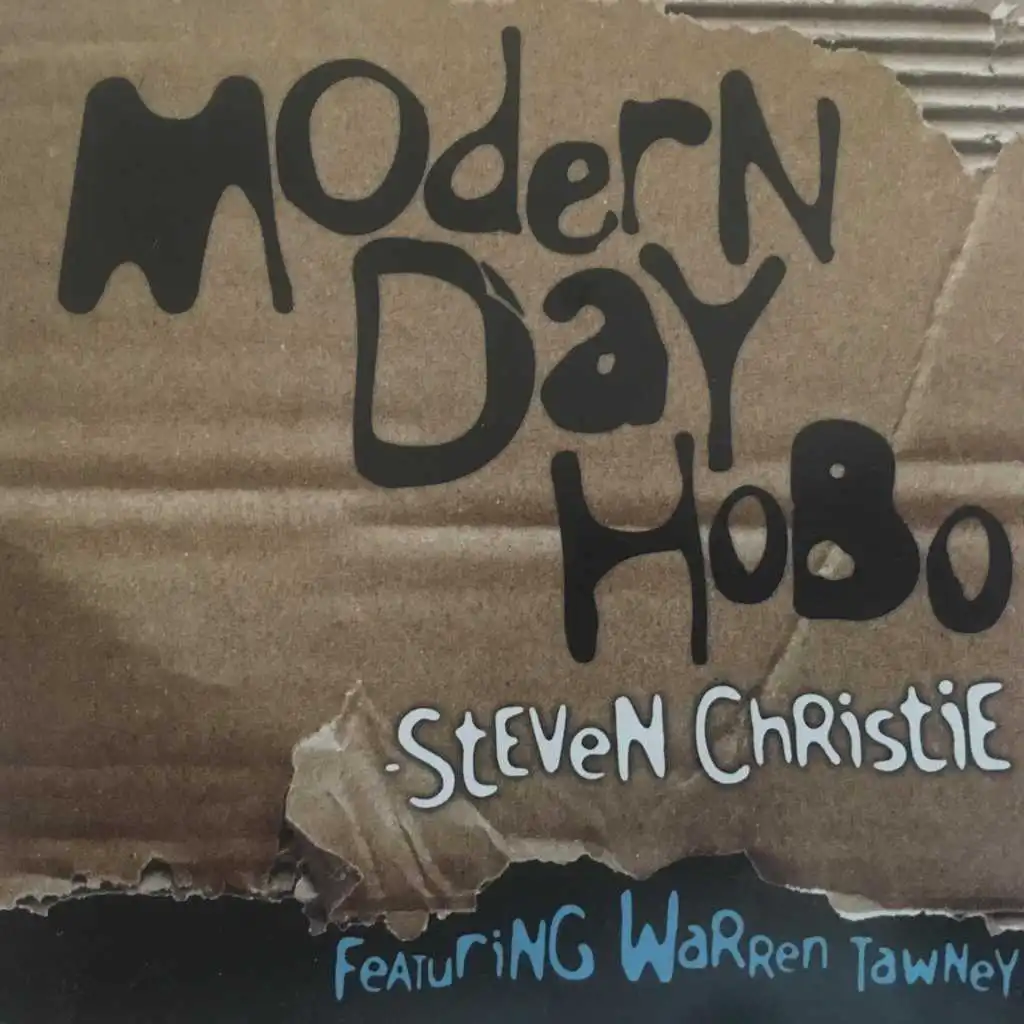 Modern
Day
Hobo
-Steven Christie
Featuring Warren Tawney